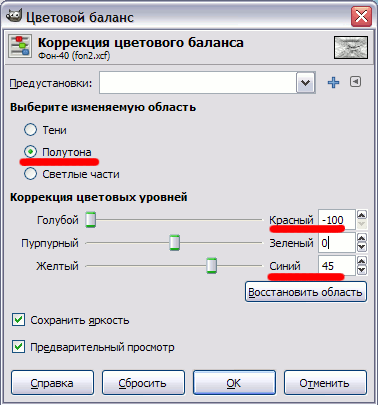 Цветовой баланс
Коррекция цветового баланса
Фон-40 (fon2.xcf)
Предустановки:
Выберите изменяемую область
Тени
Полутона
Светлые части
Коррекция цветовых уровней
Голубой Красный -100
Пурпурный Зеленый 0
Желтый Синий 45
Восстановить область
Сохранить яркость
Предварительный просмотр
Справка Сбросить OK Отменить